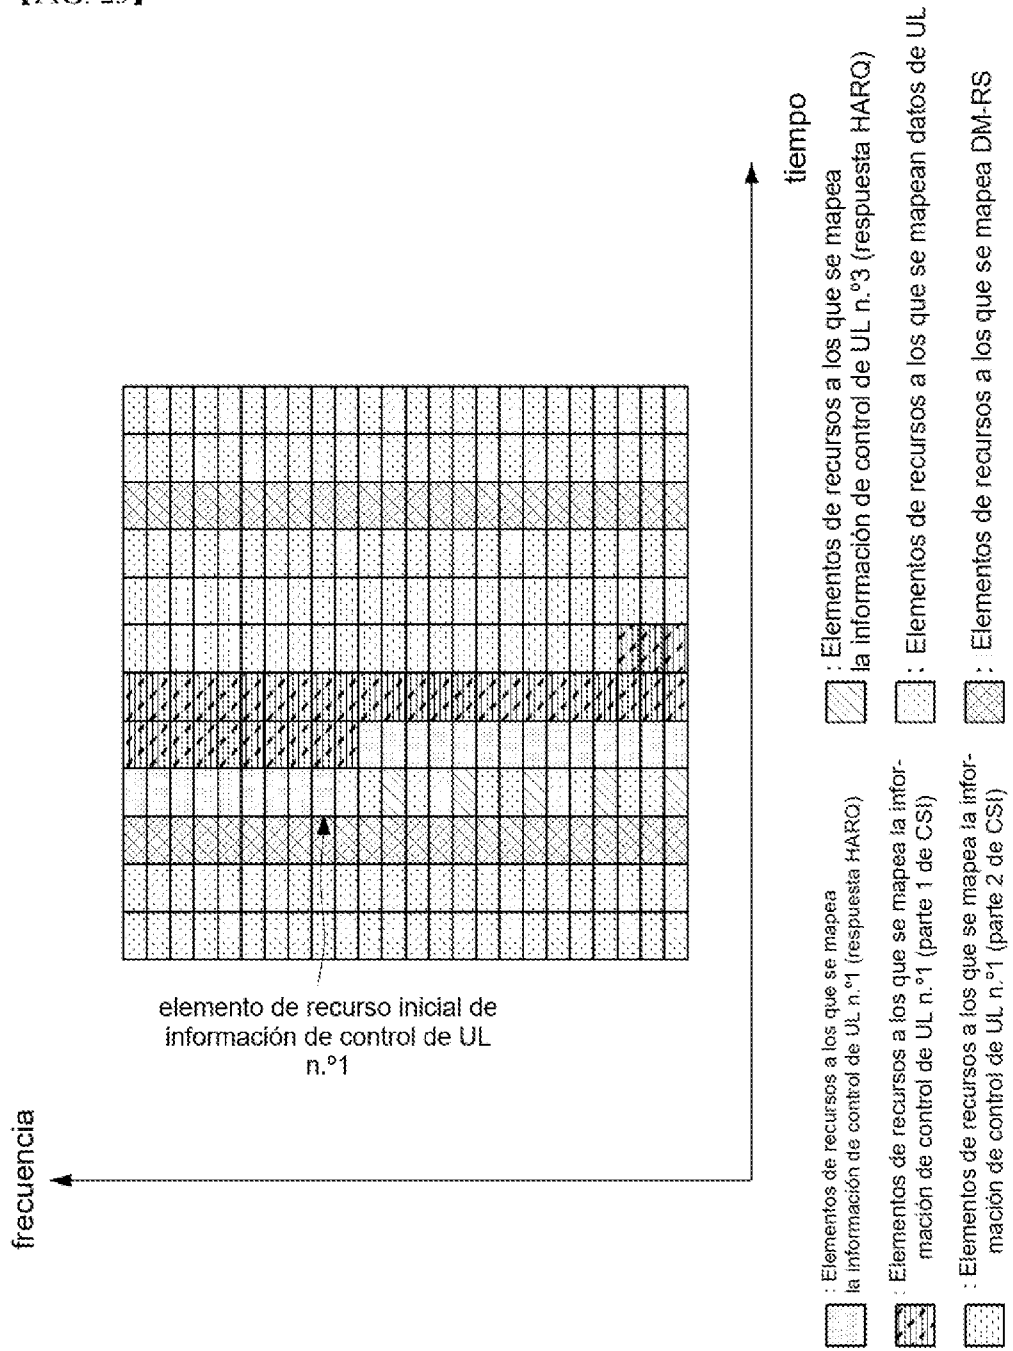 frecuencia
tiempo
elemento de recurso inicial de
información de control de UL
n.º1
: Elementos de recursos a los que se mapea
la información de control de UL n.º1 (respuesta HARQ)
: Elementos de recursos a los que se mapea la infor-
mación de control de UL n.º1 (parte 1 de CSI)
: Elementos de recursos a los que se mapea la infor-
mación de control de UL n.º1 (parte 2 de CSI)
: Elementos de recursos a los que se mapea
la información de control de UL n.º3 (respuesta HARQ)
: Elementos de recursos a los que se mapean datos de UL
: Elementos de recursos a los que se mapea DM-RS